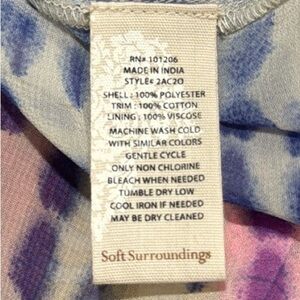 RN# 101206
MADE IN INDIA
STYLE# 2AC2O
SHELL : 100% POLYESTER
TRIM : 100% COTTON
LINING : 100% VISCOSE
MACHINE WASH COLD
WITH SIMILAR COLORS
GENTLE CYCLE
ONLY NON CHLORINE
BLEACH WHEN NEEDED
TUMBLE DRY LOW
COOL IRON IF NEEDED
MAY BE DRY CLEANED
Soft Surroundings